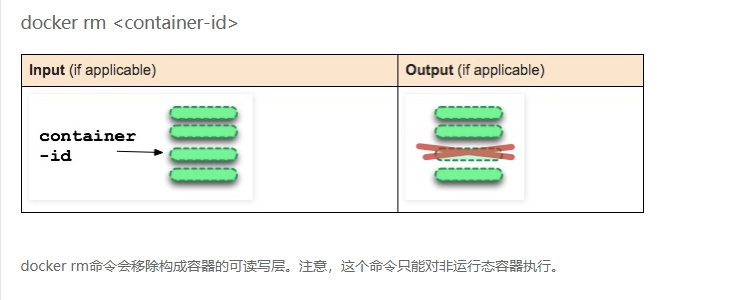 docker rm <container-id>
Input (if applicable)
Output (if applicable)
container
-id
docker rm命令会移除构成容器的可读写层。注意，这个命令只能对非运行态容器执行。